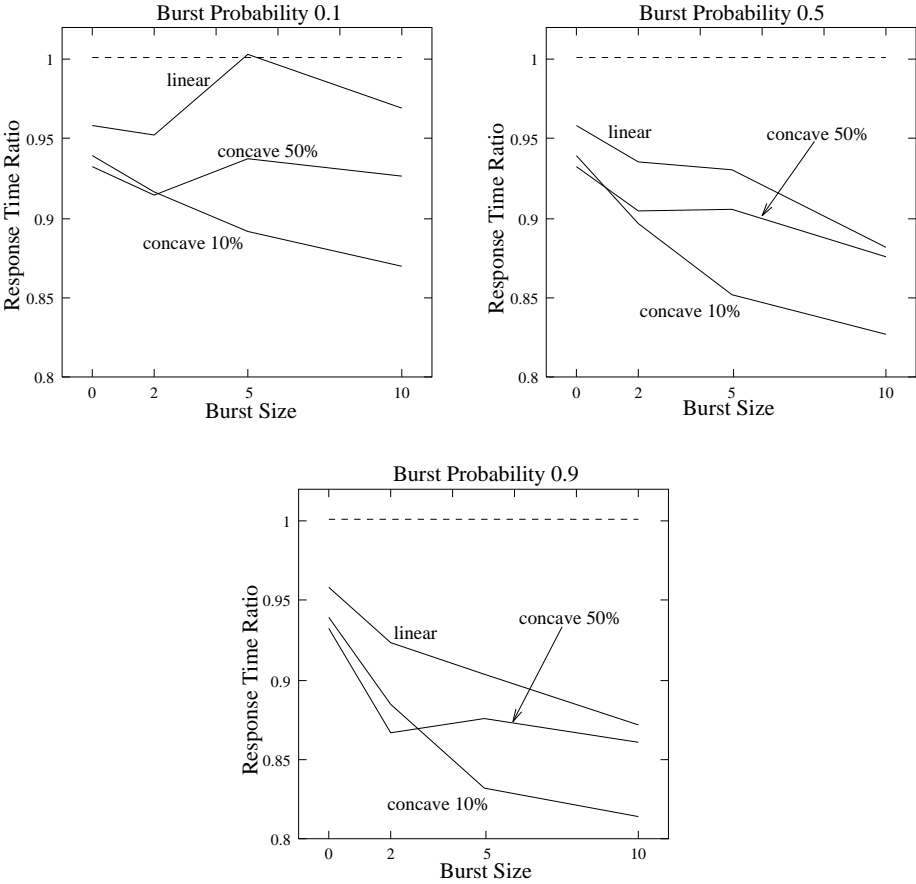 Burst Probability 0.1
Response Time Ratio
1
0.95
0.9
0.85
0.8
linear
concave 50%
concave 10%
0 2 5 10
Burst Size
Burst Probability 0.5
Response Time Ratio
1
0.95
0.9
0.85
0.8
linear
concave 50%
concave 10%
0 2 5 10
Burst Size
Burst Probability 0.9
Response Time Ratio
1
0.95
0.9
0.85
0.8
concave 50%
linear
concave 10%
0 2 5 10
Burst Size